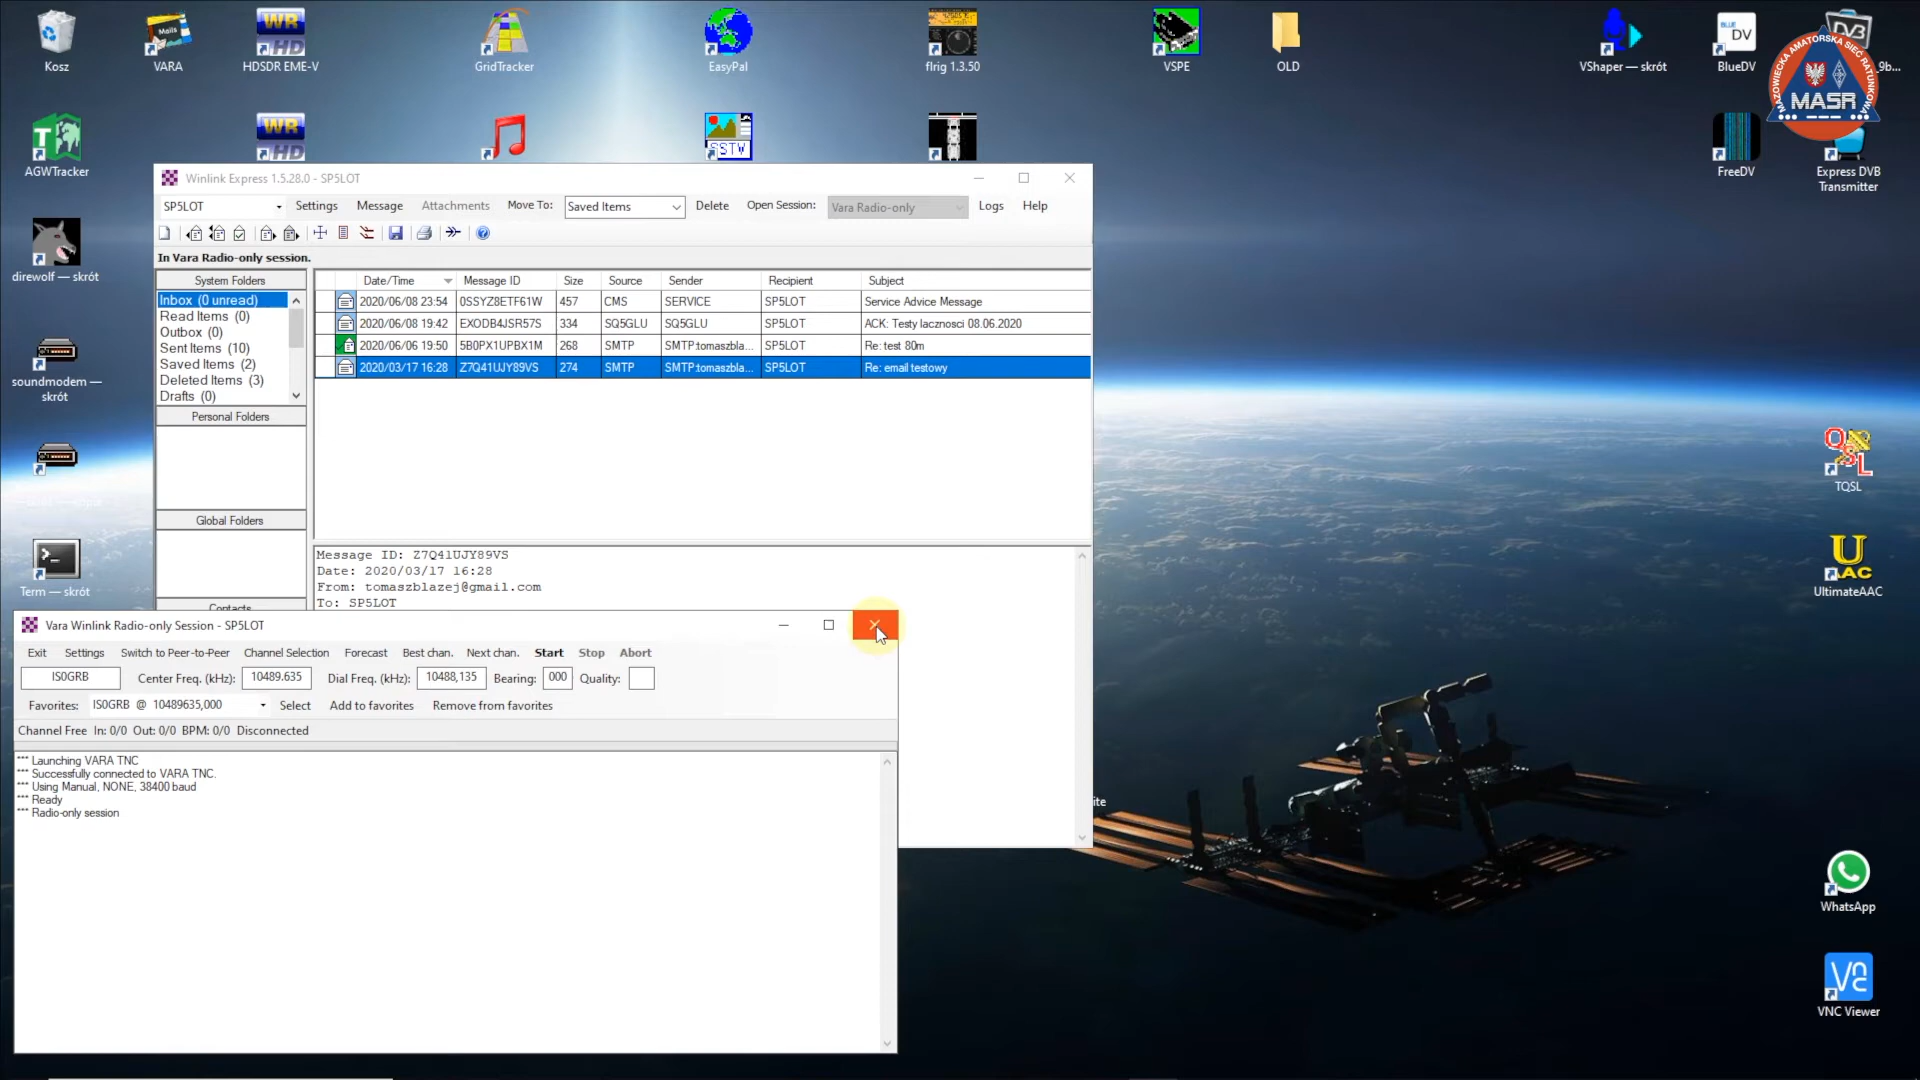 Kosz
VARA
HDSDR EME-V
GridTracker
EasyPal
flrig 1.3.50
VSPE
OLD
VShaper — skrót
BlueDV
9b...
MAZOWIECKA AMATORSKA SIEĆ RATUNKOWA
MASR
AGWTracker
SSTV
FreeDV
Express DVB
Transmitter
direwolf — skrót
soundmodem —
skrót
Term — skrót
TQSL
UltimateAAC
WhatsApp
VNC Viewer
Winlink Express 1.5.28.0 - SP5LOT
SP5LOT Settings Message Attachments Move To: Saved Items Delete Open Session: Vara Radio-only Logs Help
In Vara Radio-only session.
System Folders
Inbox (0 unread)
Read Items (0)
Outbox (0)
Sent Items (10)
Saved Items (2)
Deleted Items (3)
Drafts (0)
Personal Folders
Global Folders
Contacts
Date/Time Message ID Size Source Sender Recipient Subject
2020/06/08 23:54 0SSYZ8ETF61W 457 CMS SERVICE SP5LOT Service Advice Message
2020/06/08 19:42 EXODB4JSR57S 334 SQ5GLU SQ5GLU SP5LOT ACK: Testy lacznosci 08.06.2020
2020/06/06 19:50 5B0PX1UPBX1M 268 SMTP SMTP:tomaszbla... SP5LOT Re: test 80m
2020/03/17 16:28 Z7Q41UJY89VS 274 SMTP SMTP:tomaszbla... SP5LOT Re: email testowy
Message ID: Z7Q41UJY89VS
Date: 2020/03/17 16:28
From: tomaszblazej@gmail.com
To: SP5LOT
Vara Winlink Radio-only Session - SP5LOT
Exit Settings Switch to Peer-to-Peer Channel Selection Forecast Best chan. Next chan. Start Stop Abort
IS0GRB Center Freq. (kHz): 10489.635 Dial Freq. (kHz): 10488,135 Bearing: 000 Quality:
Favorites: IS0GRB @ 10489635,000 Select Add to favorites Remove from favorites
Channel Free In: 0/0 Out: 0/0 BPM: 0/0 Disconnected
*** Launching VARA TNC
*** Successfully connected to VARA TNC.
*** Using Manual, NONE, 38400 baud
*** Ready
*** Radio-only session
ite